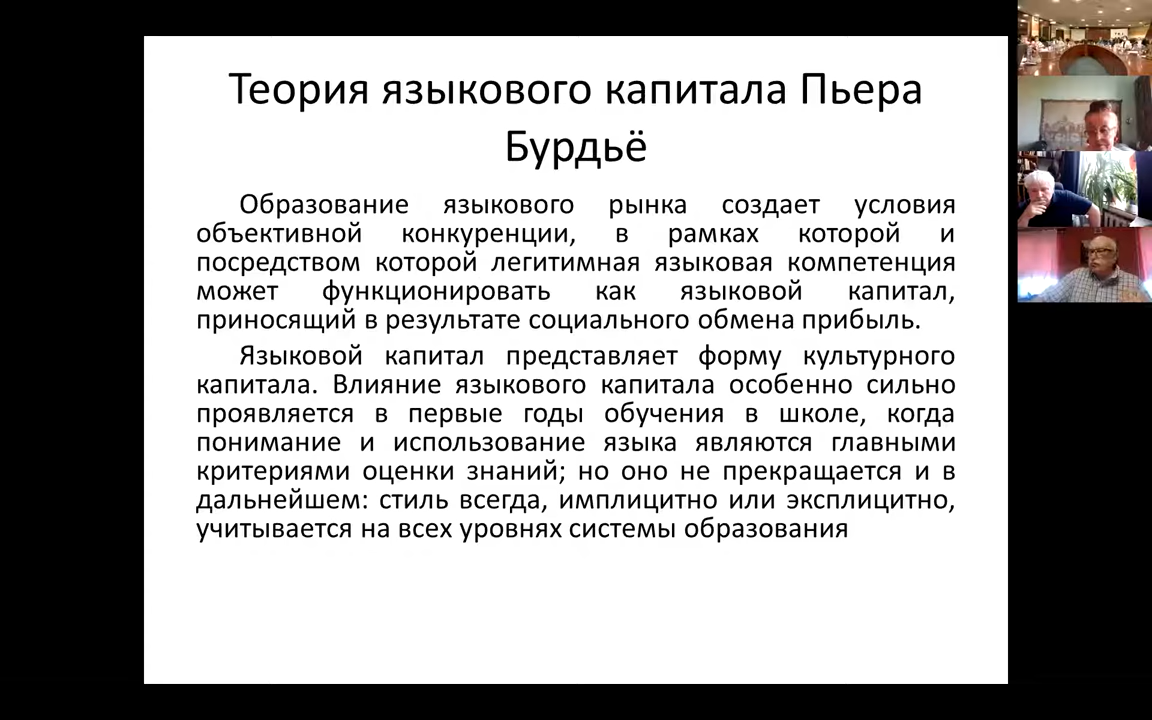 Теория языкового капитала Пьера
Бурдьё
Образование языкового рынка создает условия
объективной конкуренции, в рамках которой и
посредством которой легитимная языковая компетенция
может функционировать как языковой капитал,
приносящий в результате социального обмена прибыль.
Языковой капитал представляет форму культурного
капитала. Влияние языкового капитала особенно сильно
проявляется в первые годы обучения в школе, когда
понимание и использование языка являются главными
критериями оценки знаний; но оно не прекращается и в
дальнейшем: стиль всегда, имплицитно или эксплицитно,
учитывается на всех уровнях системы образования